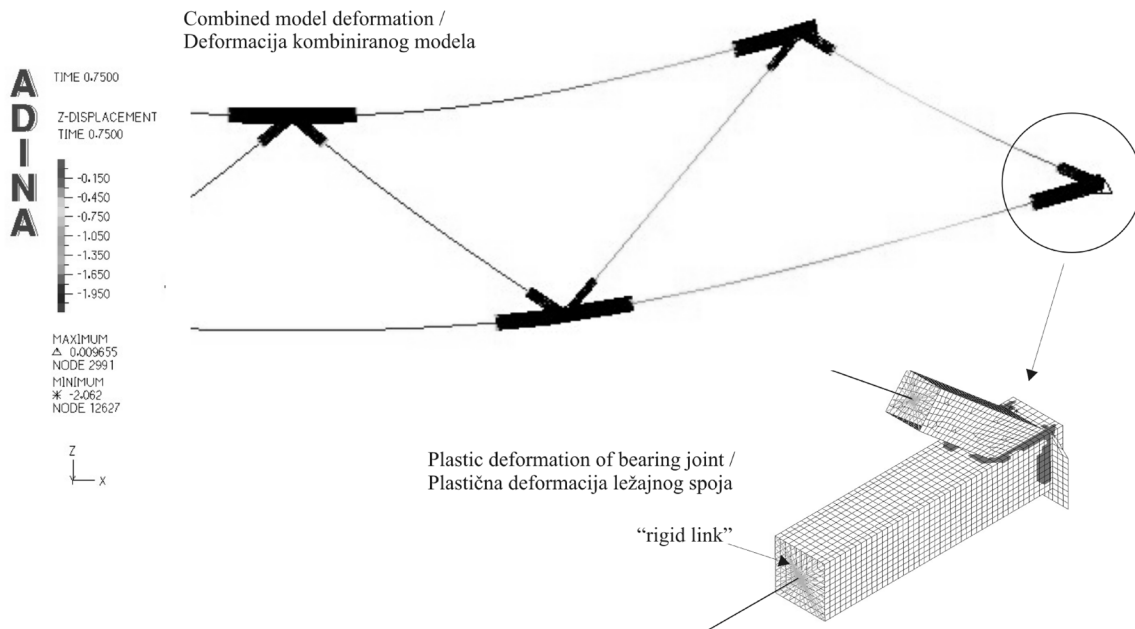 Combined model deformation /
Deformacija kombiniranog modela
ADINA
TIME 0.7500
Z-DISPLACEMENT
TIME 0.7500
-0.150
-0.450
-0.750
-1.050
-1.350
-1.650
-1.950
MAXIMUM
Δ 0.009655
NODE 2991
MINIMUM
* -2.062
NODE 12627
Z
Y X
Plastic deformation of bearing joint /
Plastična deformacija ležajnog spoja
“rigid link”